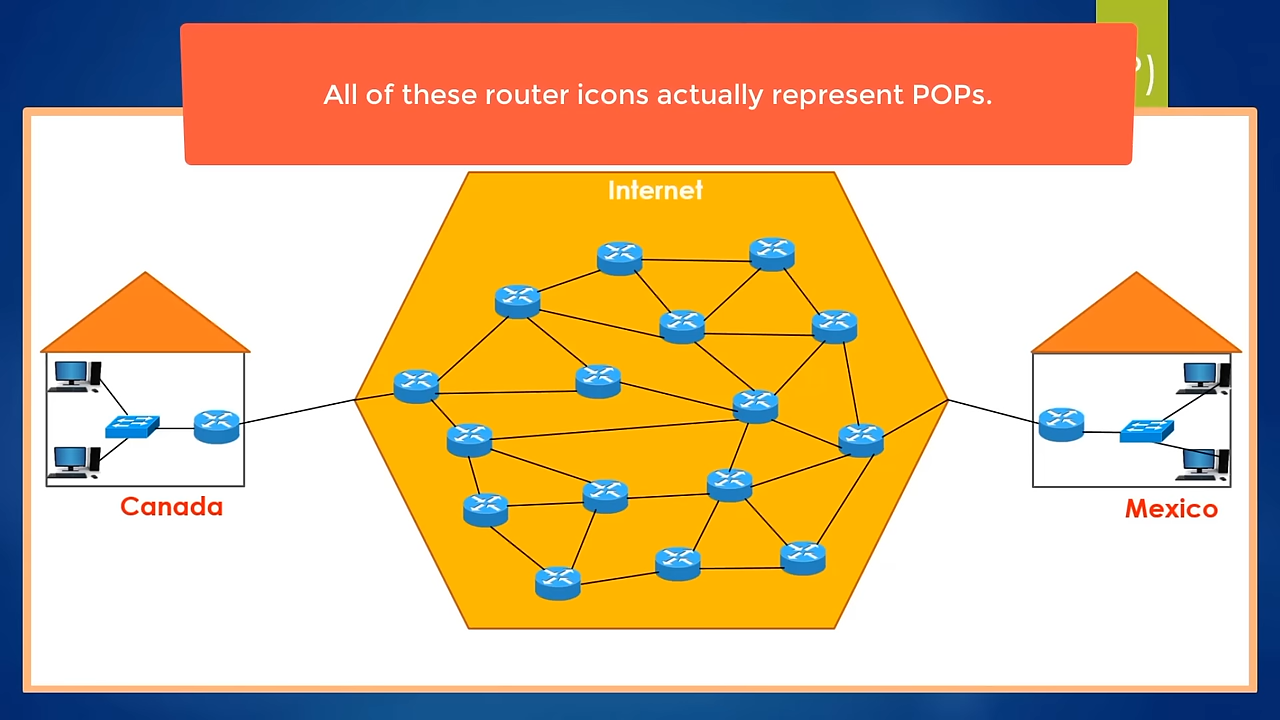 All of these router icons actually represent POPs.
P)
Internet
Canada
Mexico